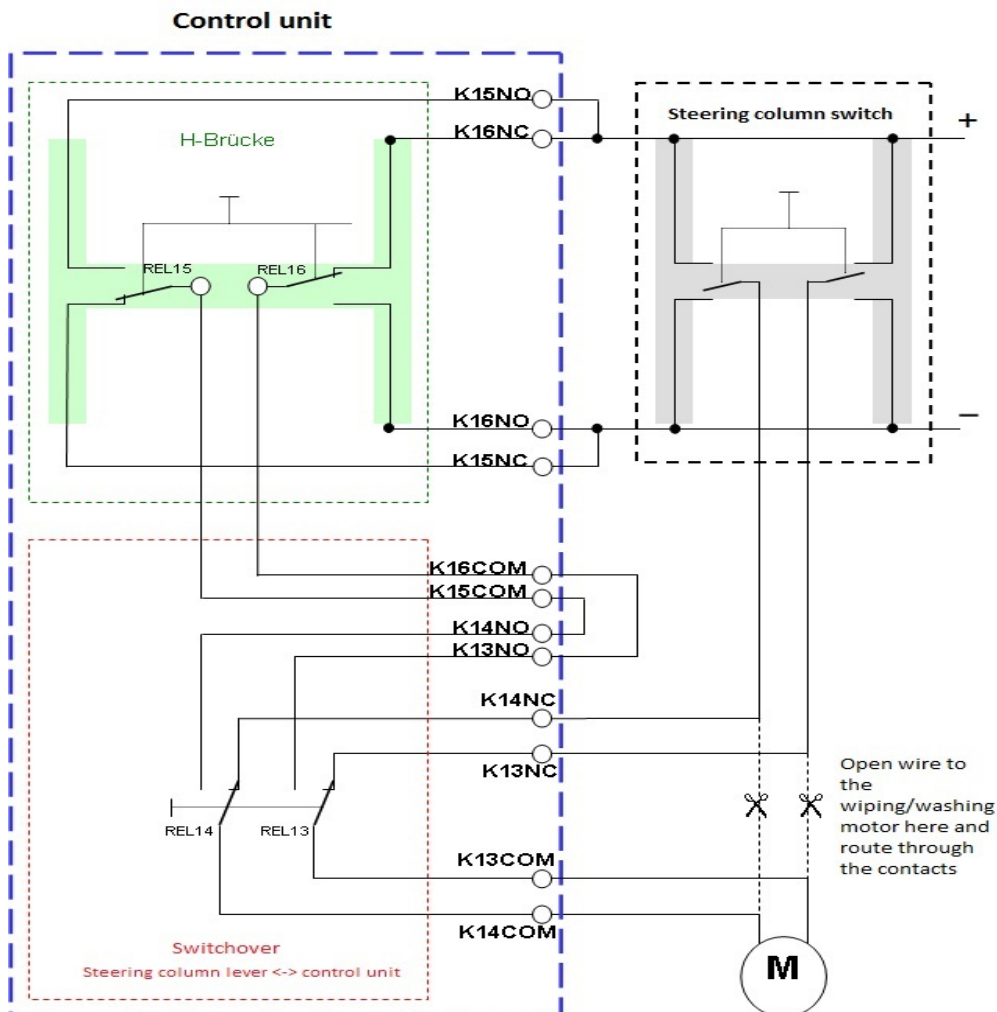 Control unit
K15NO
K16NC
H-Brücke
Steering column switch
+
REL15
REL16
K16NO
K15NC
−
K16COM
K15COM
K14NO
K13NO
K14NC
K13NC
Open wire to
the
wiping/washing
motor here and
route through
the contacts
REL14
REL13
K13COM
K14COM
Switchover
Steering column lever <-> control unit
M